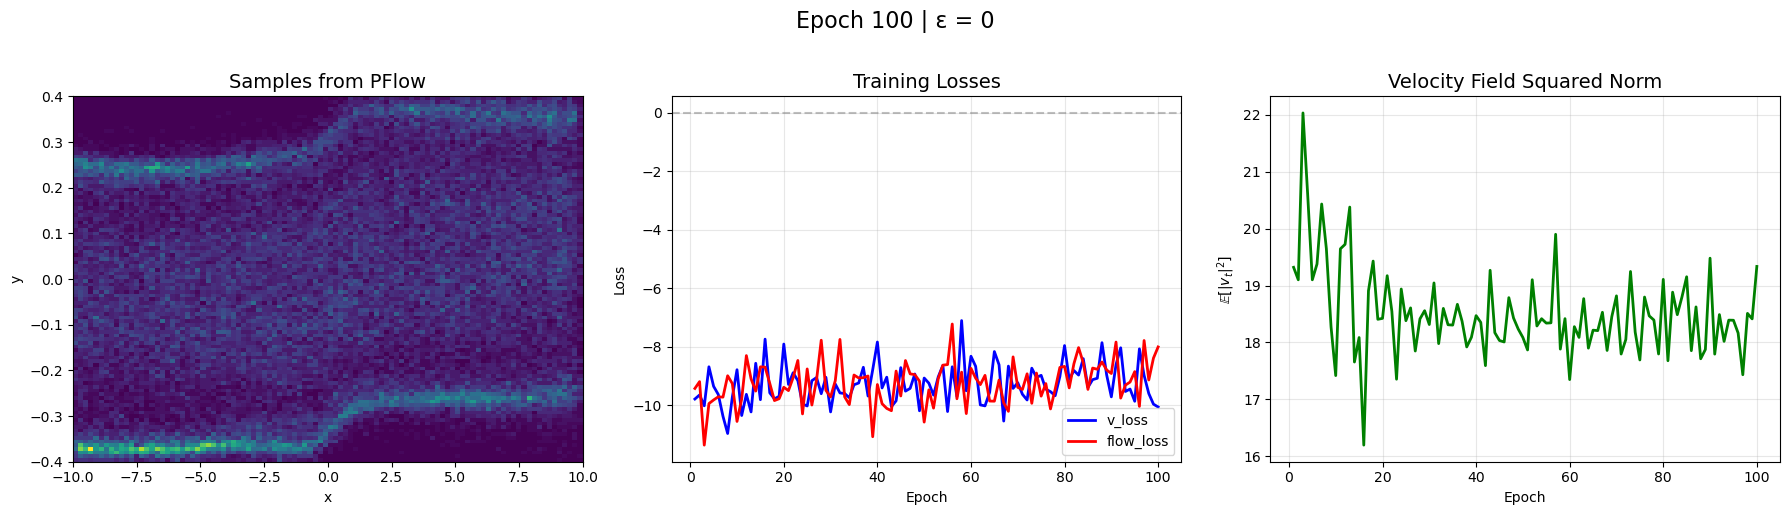 Epoch 100 | ε = 0
Samples from PFlow
0.4
0.3
0.2
0.1
0.0
−0.1
−0.2
−0.3
−0.4
y
−10.0 −7.5 −5.0 −2.5 0.0 2.5 5.0 7.5 10.0
x
Training Losses
0
−2
−4
−6
−8
−10
Loss
v_loss
flow_loss
0 20 40 60 80 100
Epoch
Velocity Field Squared Norm
22
21
20
19
18
17
16
𝔼[|v_t|²]
0 20 40 60 80 100
Epoch